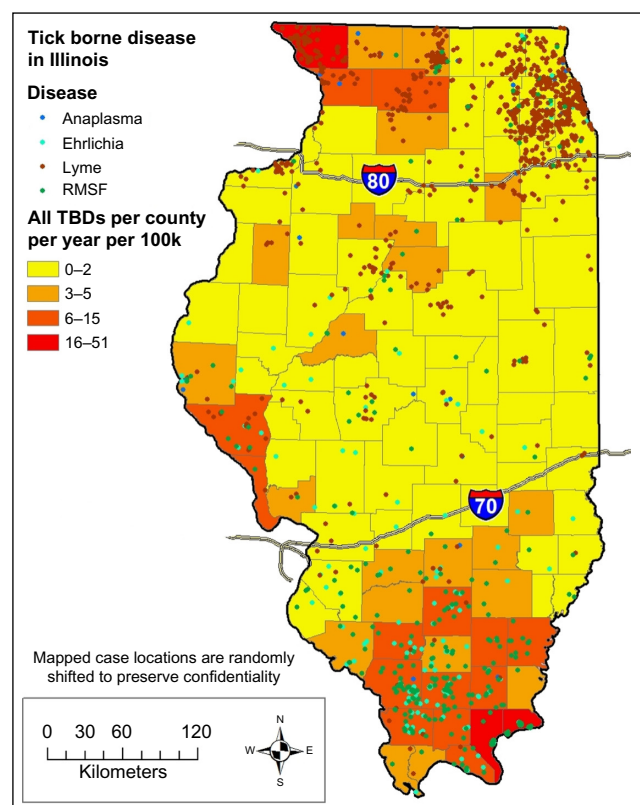 Tick borne disease
in Illinois
Disease
Anaplasma
Ehrlichia
Lyme
RMSF
All TBDs per county
per year per 100k
0–2
3–5
6–15
16–51
80
70
Mapped case locations are randomly
shifted to preserve confidentiality
0 30 60 120
Kilometers
N
W E
S